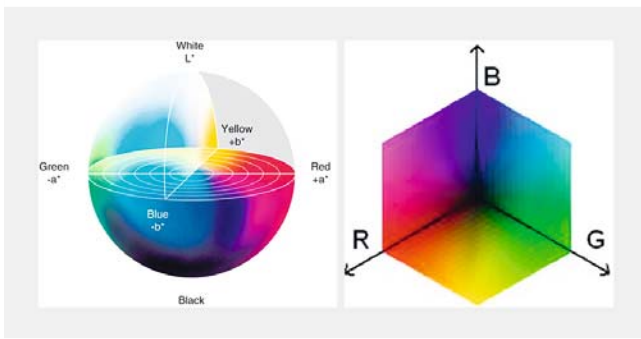 White
L*
Yellow
+b*
Green
-a*
Red
+a*
Blue
-b*
Black
B
R
G